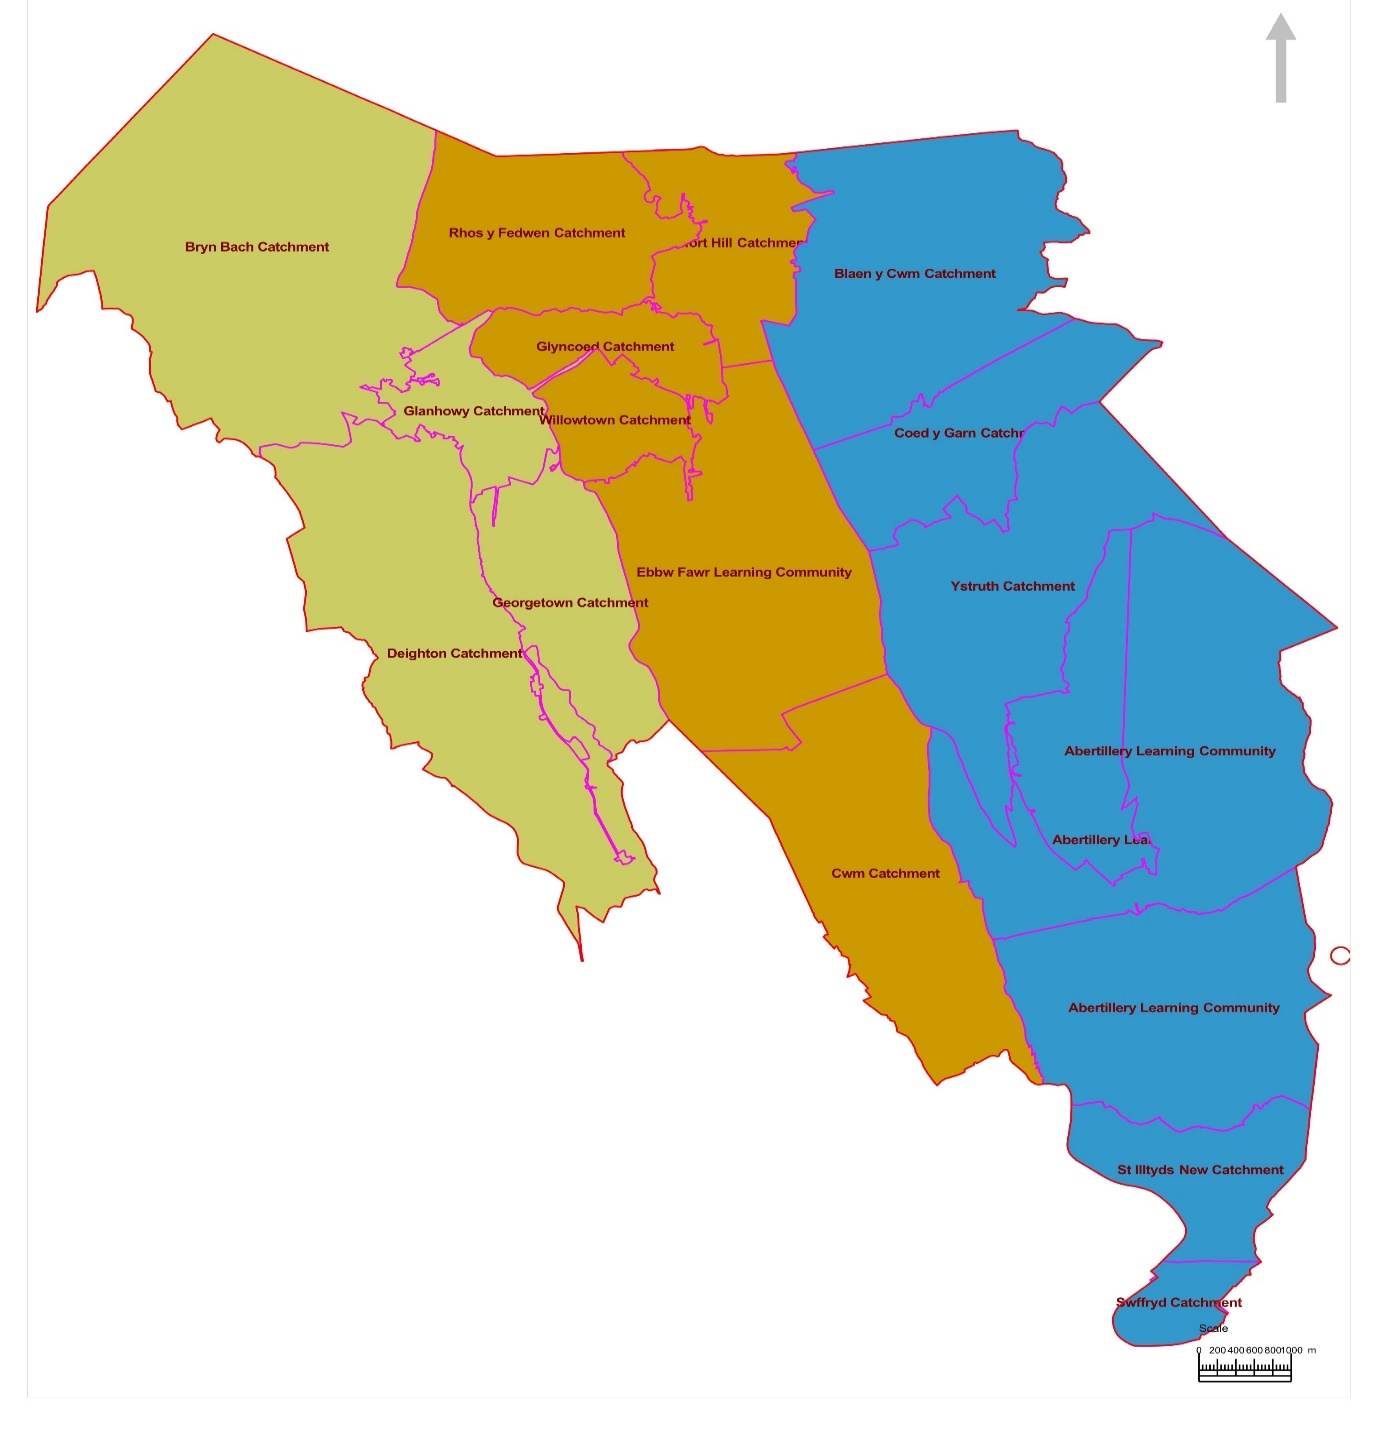 Bryn Bach Catchment
Rhos y Fedwen Catchment
ort Hill Catchmen
Blaen y Cwm Catchment
Glyncoed Catchment
Glanhowy Catchment
Willowtown Catchment
Coed y Garn Catchr
Ebbw Fawr Learning Community
Ystruth Catchment
Georgetown Catchment
Deighton Catchment
Abertillery Learning Community
Abertillery Lea
Cwm Catchment
Abertillery Learning Community
St Illtyds New Catchment
Swffryd Catchment
Scale
0 200 400 600 800 1000 m